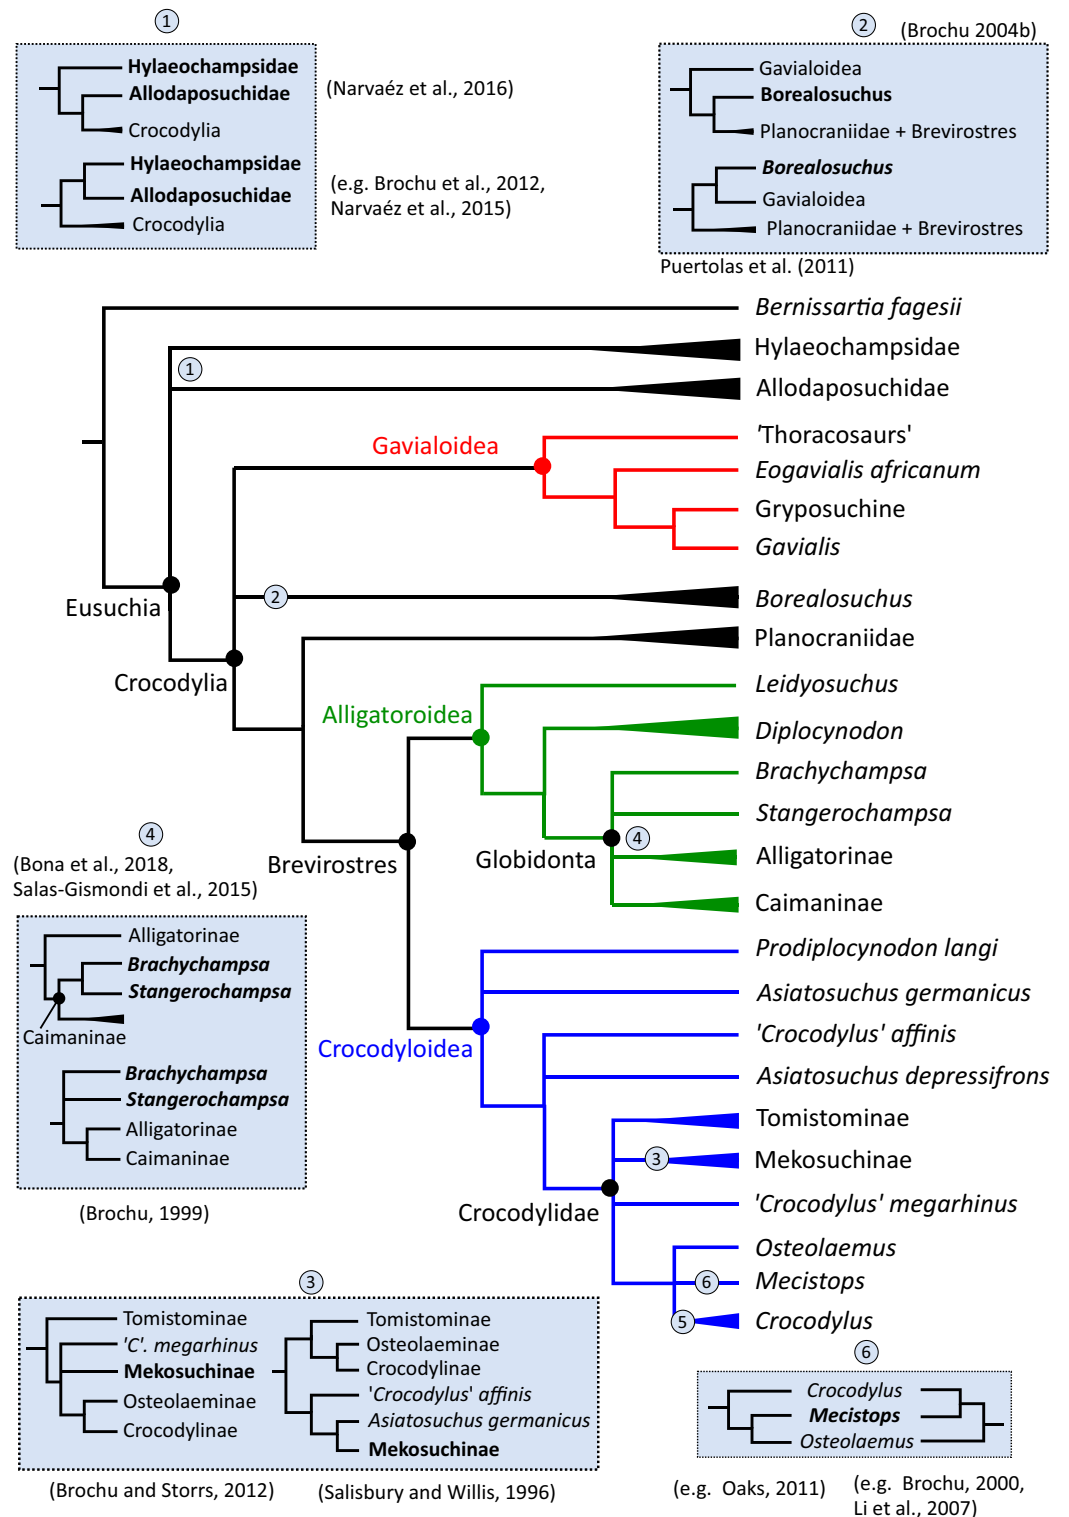 1
Hylaeochampsidae
Allodaposuchidae
Crocodylia
(Narvaéz et al., 2016)
Hylaeochampsidae
Allodaposuchidae
Crocodylia
(e.g. Brochu et al., 2012,
Narvaéz et al., 2015)
2
(Brochu 2004b)
Gavialoidea
Borealosuchus
Planocraniidae + Brevirostres
Borealosuchus
Gavialoidea
Planocraniidae + Brevirostres
Puertolas et al. (2011)
Bernissartia fagesii
Hylaeochampsidae
1
Allodaposuchidae
'Thoracosaurs'
Gavialoidea
Eogavialis africanum
Gryposuchine
Gavialis
Eusuchia
2
Borealosuchus
Planocraniidae
Crocodylia
Leidyosuchus
Alligatoroidea
Diplocynodon
Brachychampsa
Stangerochampsa
4
Globidonta
Alligatorinae
Brevirostres
Caimaninae
Prodiplocynodon langi
Asiatosuchus germanicus
'Crocodylus' affinis
Crocodyloidea
Asiatosuchus depressifrons
Tomistominae
3
Mekosuchinae
'Crocodylus' megarhinus
Crocodylidae
Osteolaemus
6
Mecistops
5
Crocodylus
4
(Bona et al., 2018,
Salas-Gismondi et al., 2015)
Alligatorinae
Brachychampsa
Stangerochampsa
Caimaninae
Brachychampsa
Stangerochampsa
Alligatorinae
Caimaninae
(Brochu, 1999)
3
Tomistominae
'C'. megarhinus
Mekosuchinae
Osteolaeminae
Crocodylinae
(Brochu and Storrs, 2012)
Tomistominae
Osteolaeminae
Crocodylinae
'Crocodylus' affinis
Asiatosuchus germanicus
Mekosuchinae
(Salisbury and Willis, 1996)
6
Crocodylus
Mecistops
Osteolaemus
(e.g. Oaks, 2011)
(e.g. Brochu, 2000,
Li et al., 2007)